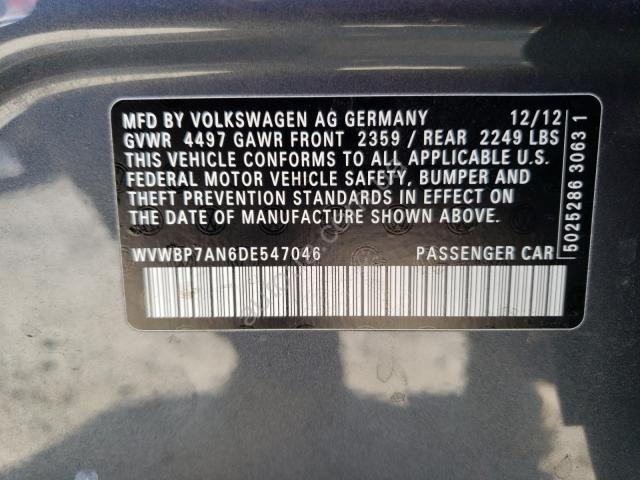 MFD BY VOLKSWAGEN AG GERMANY 12/12
GVWR 4497 GAWR FRONT 2359 / REAR 2249 LBS
THIS VEHICLE CONFORMS TO ALL APPLICABLE U.S.
FEDERAL MOTOR VEHICLE SAFETY, BUMPER AND
THEFT PREVENTION STANDARDS IN EFFECT ON
THE DATE OF MANUFACTURE SHOWN ABOVE.
WVWBP7AN6DE547046 PASSENGER CAR
5025286 3063 1